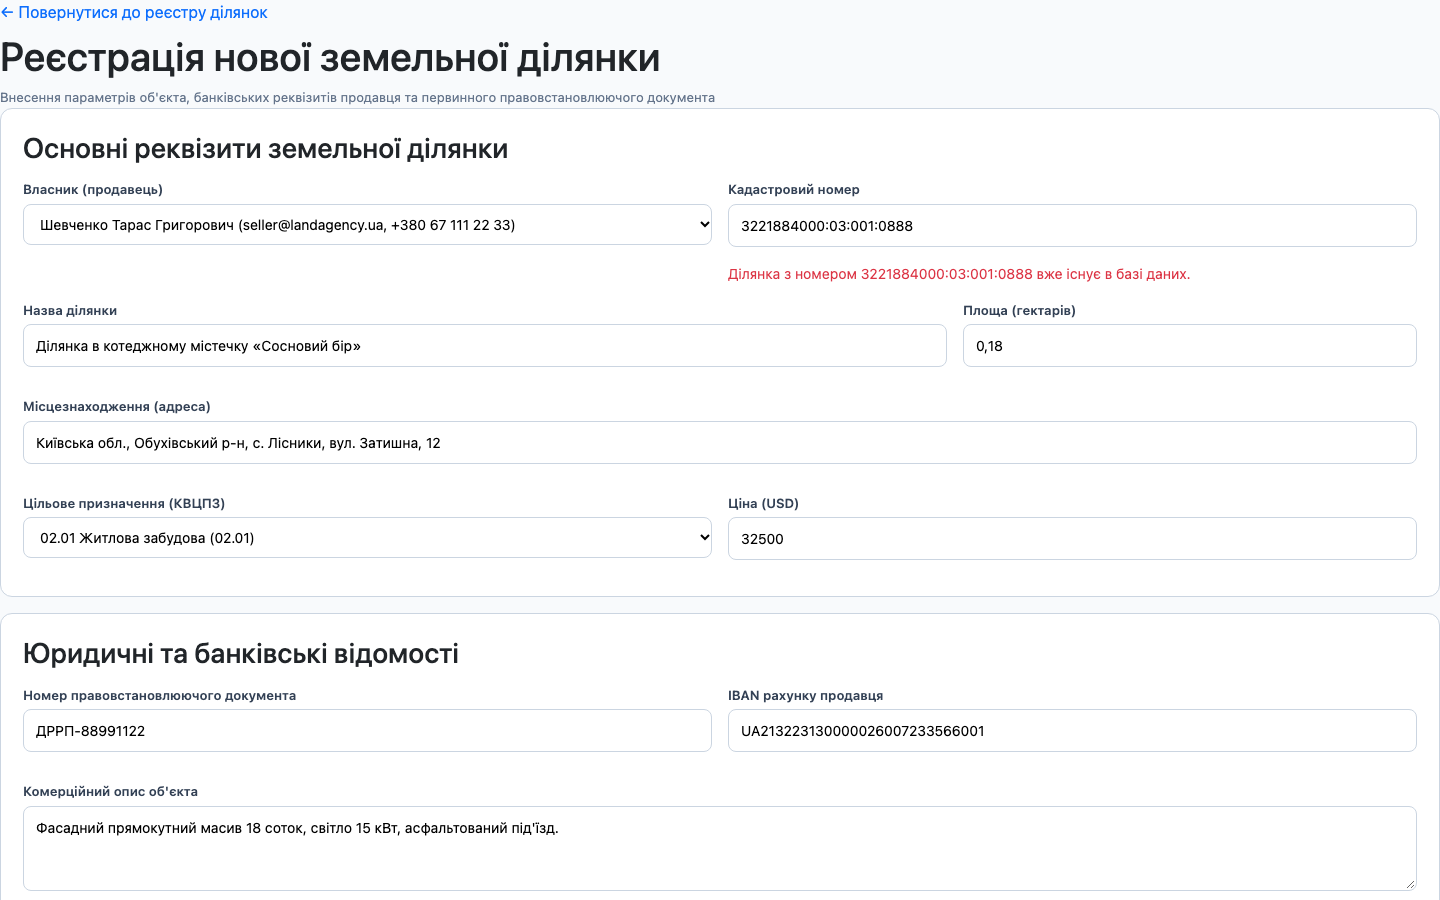 ← Повернутися до реєстру ділянок
Реєстрація нової земельної ділянки
Внесення параметрів об'єкта, банківських реквізитів продавця та первинного правовстановлюючого документа
Основні реквізити земельної ділянки
Власник (продавець)
Шевченко Тарас Григорович (seller@landagency.ua, +380 67 111 22 33)
Кадастровий номер
3221884000:03:001:0888
Ділянка з номером 3221884000:03:001:0888 вже існує в базі даних.
Назва ділянки
Ділянка в котеджному містечку «Сосновий бір»
Площа (гектарів)
0,18
Місцезнаходження (адреса)
Київська обл., Обухівський р-н, с. Лісники, вул. Затишна, 12
Цільове призначення (КВЦПЗ)
02.01 Житлова забудова (02.01)
Ціна (USD)
32500
Юридичні та банківські відомості
Номер правовстановлюючого документа
ДРРП-88991122
IBAN рахунку продавця
UA213223130000026007233566001
Комерційний опис об'єкта
Фасадний прямокутний масив 18 соток, світло 15 кВт, асфальтований під'їзд.